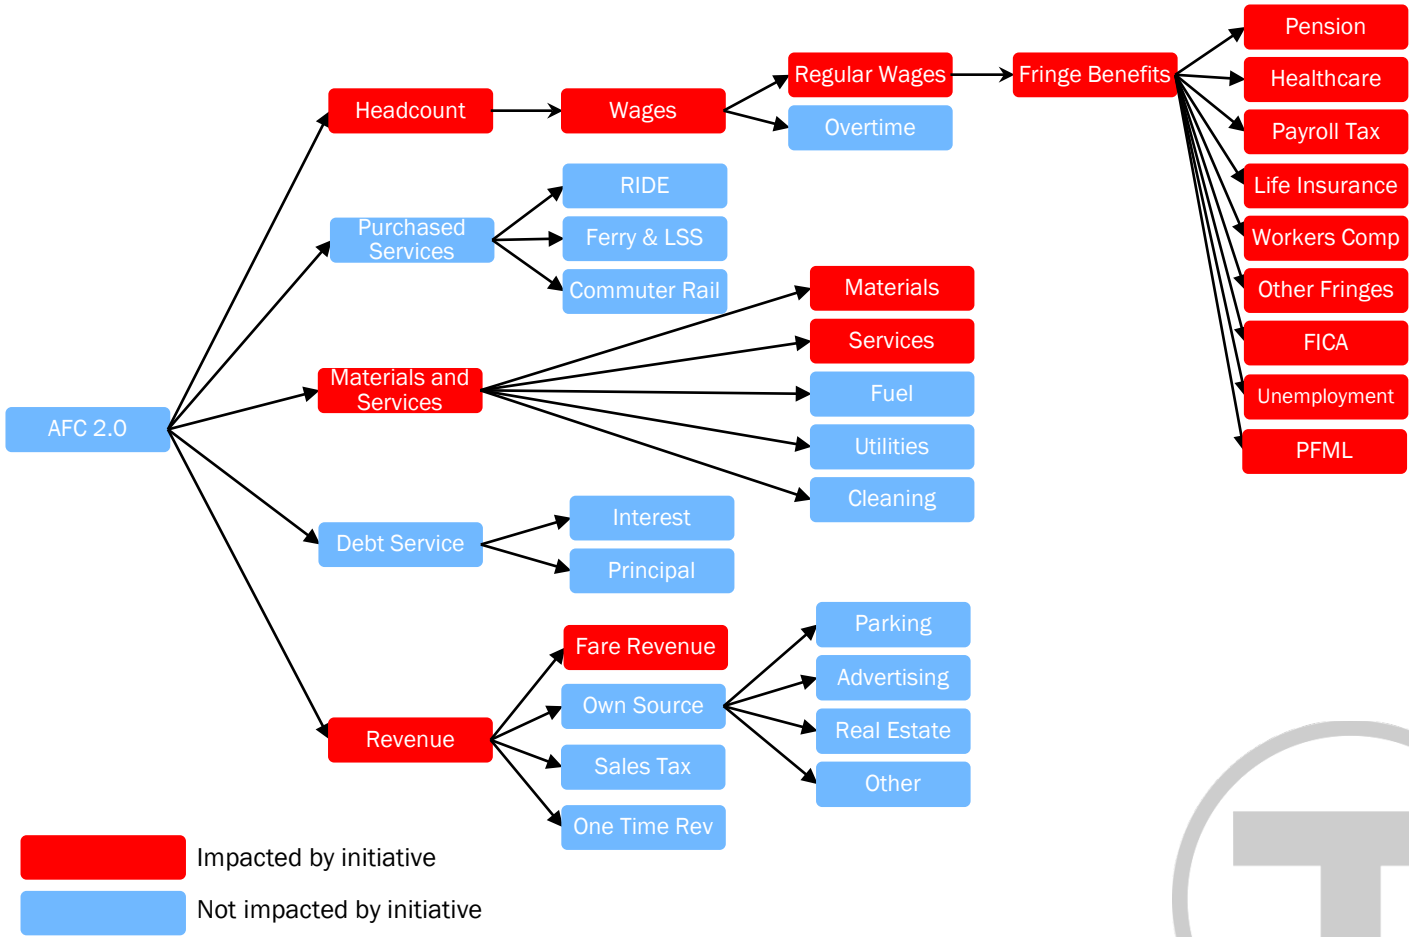 AFC 2.0
Headcount
Wages
Regular Wages
Overtime
Fringe Benefits
Pension
Healthcare
Payroll Tax
Life Insurance
Workers Comp
Other Fringes
FICA
Unemployment
PFML
Purchased
Services
RIDE
Ferry & LSS
Commuter Rail
Materials and
Services
Materials
Services
Fuel
Utilities
Cleaning
Debt Service
Interest
Principal
Revenue
Fare Revenue
Own Source
Sales Tax
One Time Rev
Parking
Advertising
Real Estate
Other
Impacted by initiative
Not impacted by initiative
T